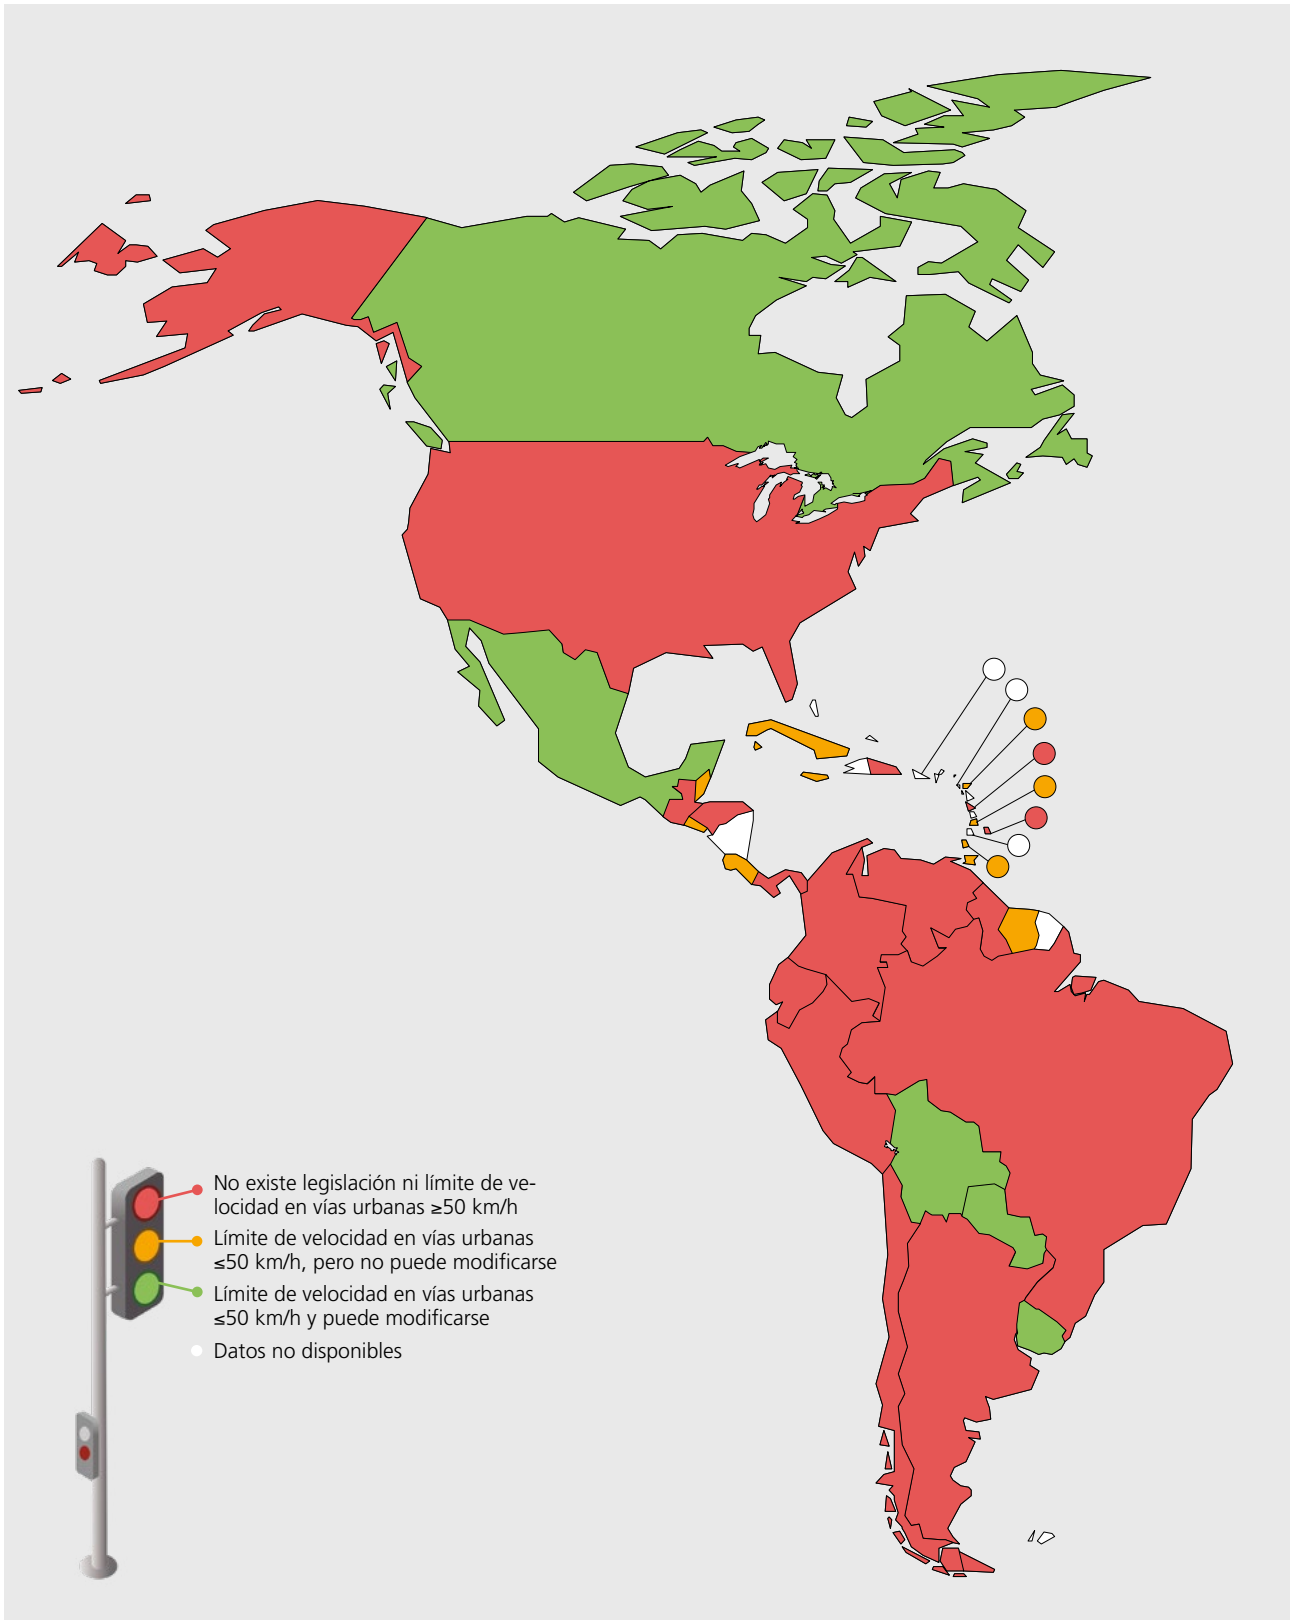 No existe legislación ni límite de ve-
locidad en vías urbanas ≥50 km/h
Límite de velocidad en vías urbanas
≤50 km/h, pero no puede modificarse
Límite de velocidad en vías urbanas
≤50 km/h y puede modificarse
Datos no disponibles